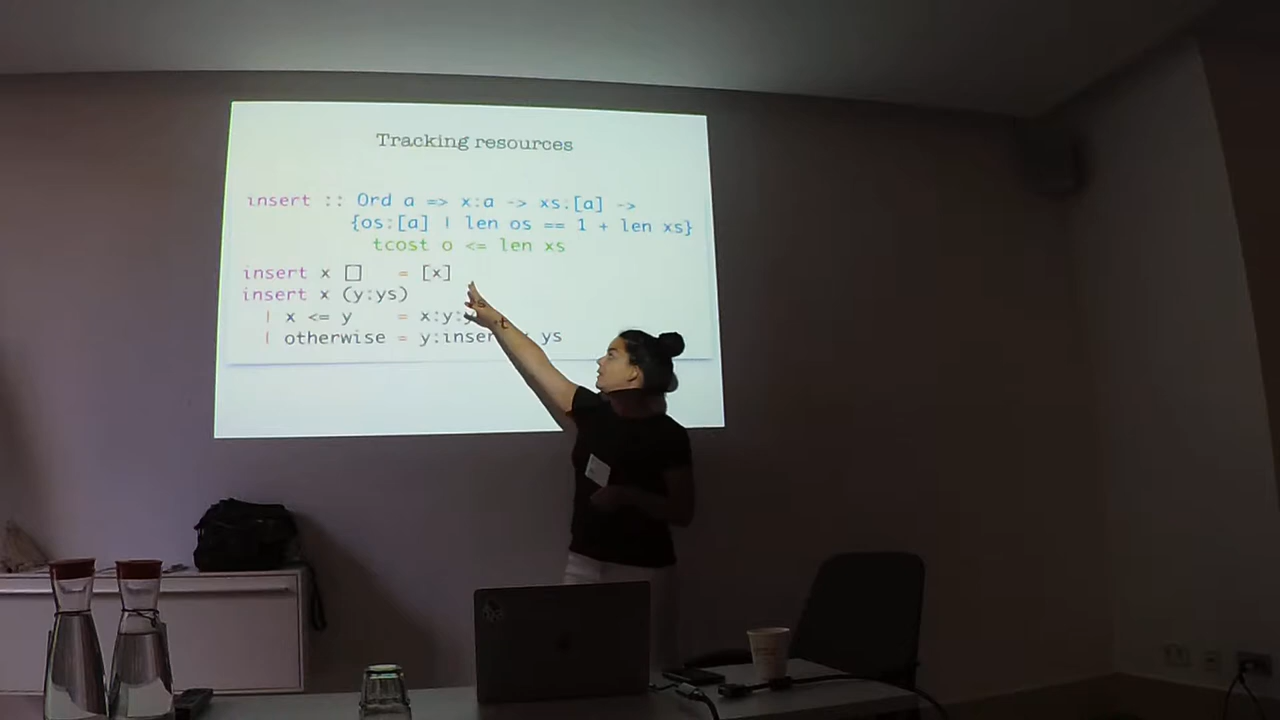 Tracking resources
insert :: Ord a => x:a -> xs:[a] ->
{os:[a] | len os == 1 + len xs}
tcost o <= len xs
insert x [] = [x]
insert x (y:ys)
| x <= y = x:y:
| otherwise = y:inser ys